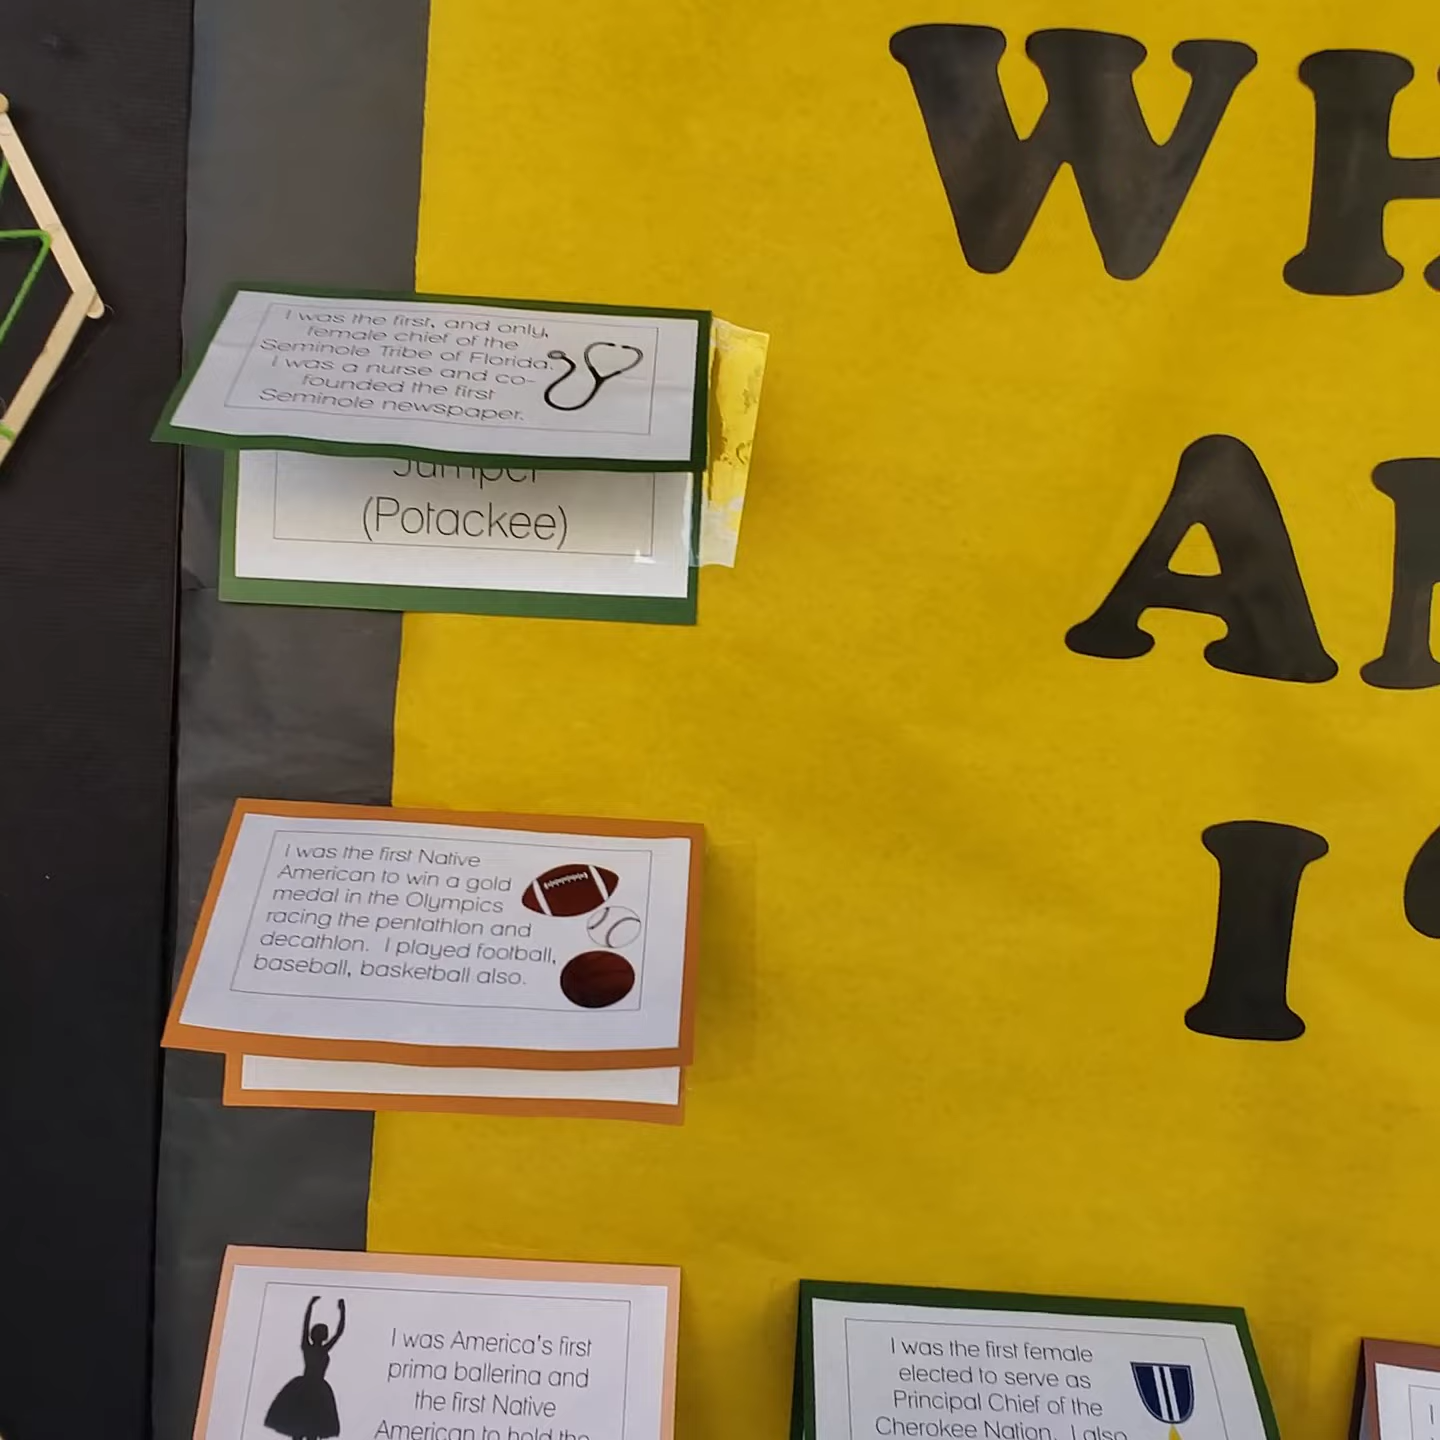 WH
A
I
I was the first, and only,
female chief of the
Seminole Tribe of Florida.
I was a nurse and co-
founded the first
Seminole newspaper.
Jumper
(Potackee)
I was the first Native
American to win a gold
medal in the Olympics
racing the pentathlon and
decathlon. I played football,
baseball, basketball also.
I was America's first
prima ballerina and
the first Native
American to hold the
I was the first female
elected to serve as
Principal Chief of the
Cherokee Nation. I also
I